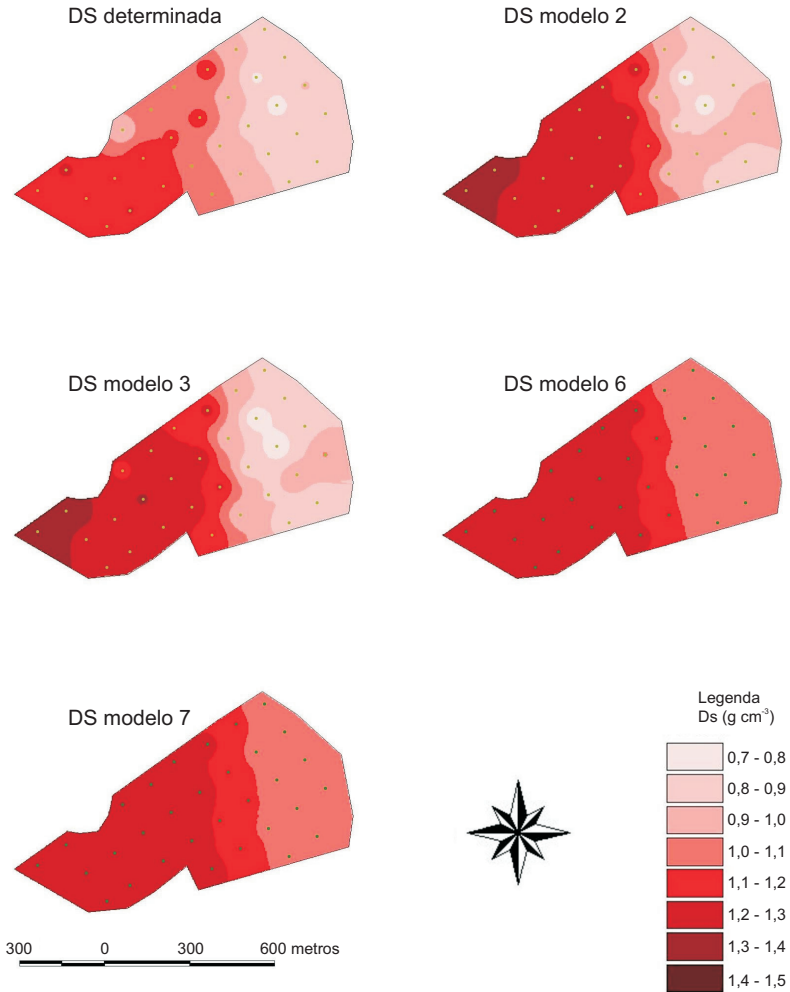 DS determinada
DS modelo 2
DS modelo 3
DS modelo 6
DS modelo 7
300 0 300 600 metros
Legenda
Ds (g cm⁻³)
0,7 - 0,8
0,8 - 0,9
0,9 - 1,0
1,0 - 1,1
1,1 - 1,2
1,2 - 1,3
1,3 - 1,4
1,4 - 1,5